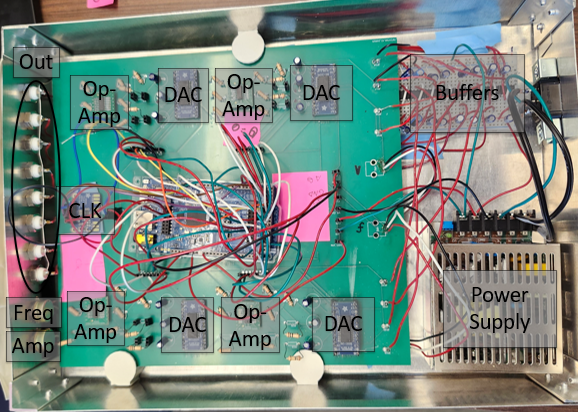 Out
Op-
Amp
DAC
Op-
Amp
DAC
Buffers
CLK
V
f
Freq
Amp
Op-
Amp
DAC
Op-
Amp
DAC
Power
Supply